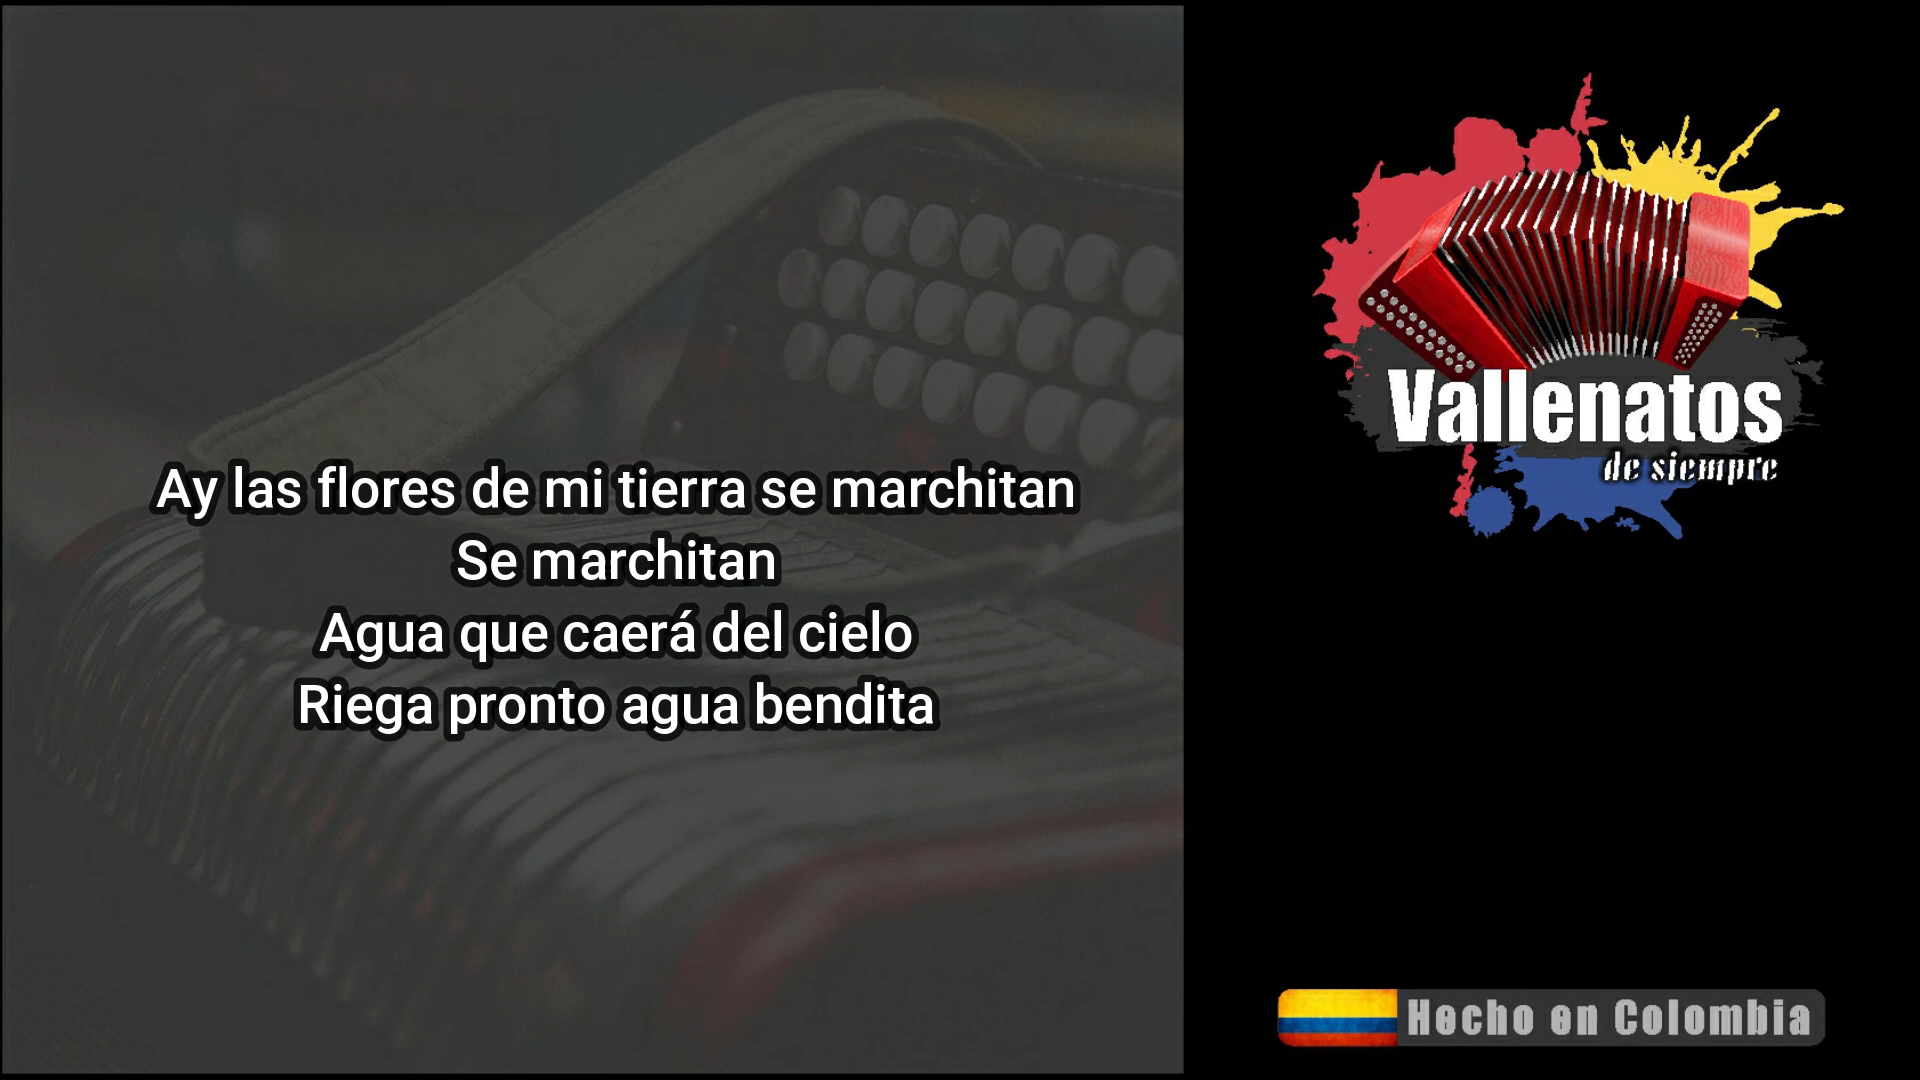 Ay las flores de mi tierra se marchitan
Se marchitan
Agua que caerá del cielo
Riega pronto agua bendita
Vallenatos
de siempre
Hecho en Colombia